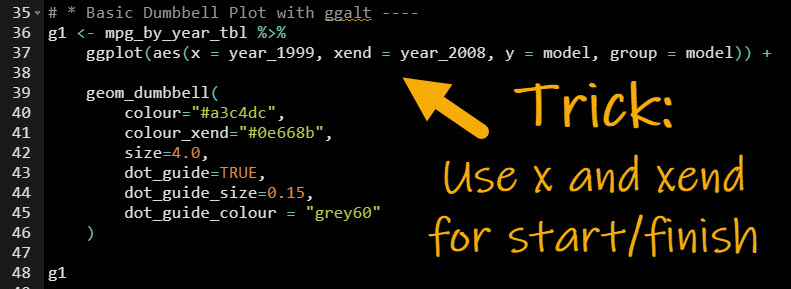 35 # * Basic Dumbbell Plot with ggalt ----
36 g1 <- mpg_by_year_tbl %>%
37     ggplot(aes(x = year_1999, xend = year_2008, y = model, group = model)) +
38
39     geom_dumbbell(
40         colour="#a3c4dc",
41         colour_xend="#0e668b",
42         size=4.0,
43         dot_guide=TRUE,
44         dot_guide_size=0.15,
45         dot_guide_colour = "grey60"
46     )
47
48 g1
Trick:
Use x and xend
for start/finish